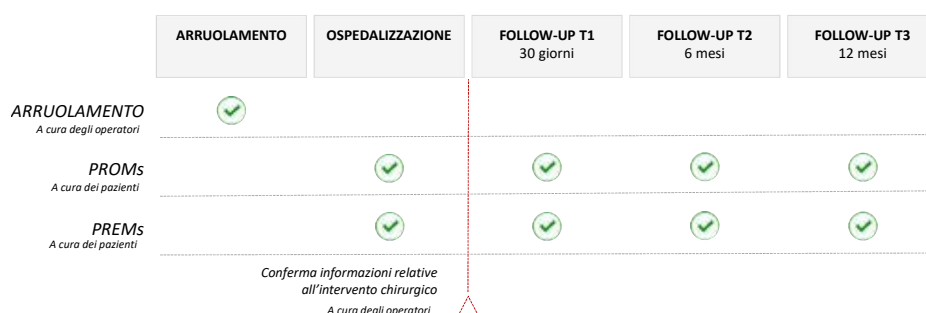 ARRUOLAMENTO
OSPEDALIZZAZIONE
FOLLOW-UP T1
30 giorni
FOLLOW-UP T2
6 mesi
FOLLOW-UP T3
12 mesi
ARRUOLAMENTO
A cura degli operatori
PROMs
A cura dei pazienti
PREMs
A cura dei pazienti
Conferma informazioni relative
all'intervento chirurgico
A cura degli operatori